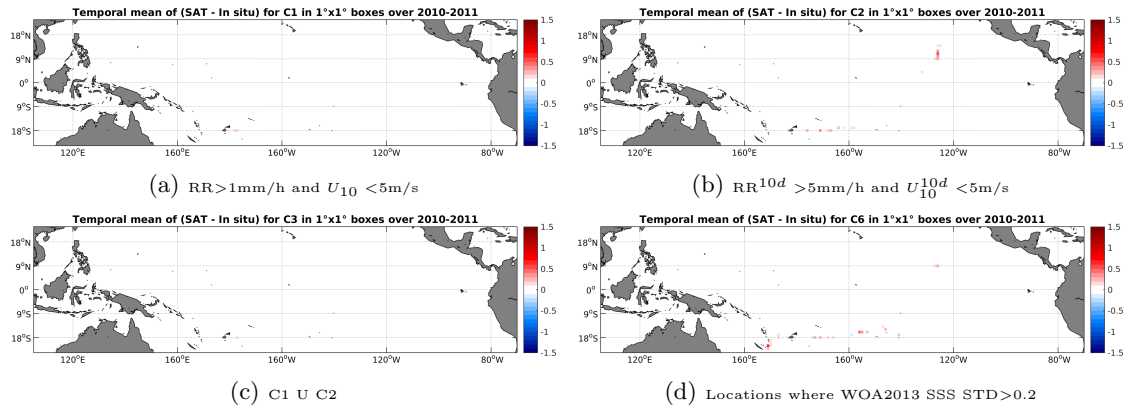 Temporal mean of (SAT - In situ) for C1 in 1°x1° boxes over 2010-2011
18°N
9°N
0°
9°S
18°S
120°E 160°E 160°W 120°W 80°W
1.5
1
0.5
0
-0.5
-1
-1.5
(a) RR>1mm/h and U10 <5m/s
Temporal mean of (SAT - In situ) for C2 in 1°x1° boxes over 2010-2011
18°N
9°N
0°
9°S
18°S
120°E 160°E 160°W 120°W 80°W
1.5
1
0.5
0
-0.5
-1
-1.5
(b) RR10d >5mm/h and U10 10d <5m/s
Temporal mean of (SAT - In situ) for C3 in 1°x1° boxes over 2010-2011
18°N
9°N
0°
9°S
18°S
120°E 160°E 160°W 120°W 80°W
1.5
1
0.5
0
-0.5
-1
-1.5
(c) C1 U C2
Temporal mean of (SAT - In situ) for C6 in 1°x1° boxes over 2010-2011
18°N
9°N
0°
9°S
18°S
120°E 160°E 160°W 120°W 80°W
1.5
1
0.5
0
-0.5
-1
-1.5
(d) Locations where WOA2013 SSS STD>0.2